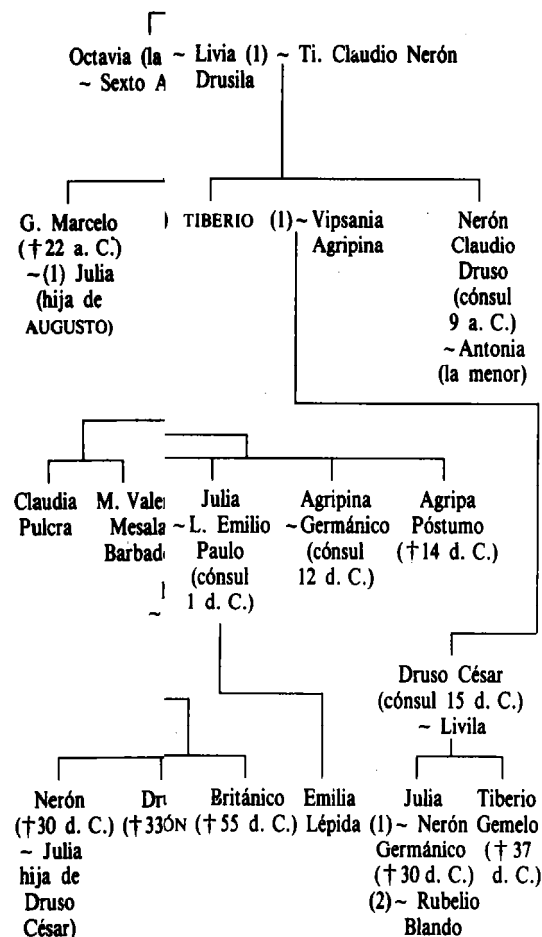 Octavia (la ~ Livia (1) ~ Ti. Claudio Nerón
~ Sexto A Drusila
G. Marcelo
(†22 a. C.)
~(1) Julia
(hija de
AUGUSTO)
) TIBERIO (1) ~ Vipsania
Agripina
Nerón
Claudio
Druso
(cónsul
9 a. C.)
~ Antonia
(la menor)
Claudia
Pulcra
M. Valer
Mesala
Barbad
~
Julia
~ L. Emilio
Paulo
(cónsul
1 d. C.)
Agripina
~ Germánico
(cónsul
12 d. C.)
Agripa
Póstumo
(†14 d. C.)
Druso César
(cónsul 15 d. C.)
~ Livila
Nerón
(†30 d. C.)
~ Julia
hija de
Druso
César)
Dru
(†33ÓN
Británico
(†55 d. C.)
Emilia
Lépida
Julia
(1) ~ Nerón
Germánico
(†30 d. C.)
(2) ~ Rubelio
Blando
Tiberio
Gemelo
(†37
d. C.)